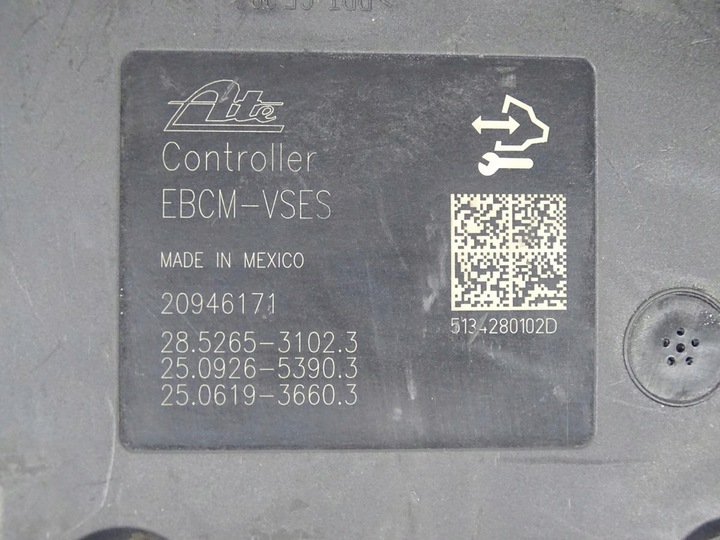 Ate
Controller
EBCM-VSES
MADE IN MEXICO
20946171
28.5265-3102.3
25.0926-5390.3
25.0619-3660.3
5134280102D